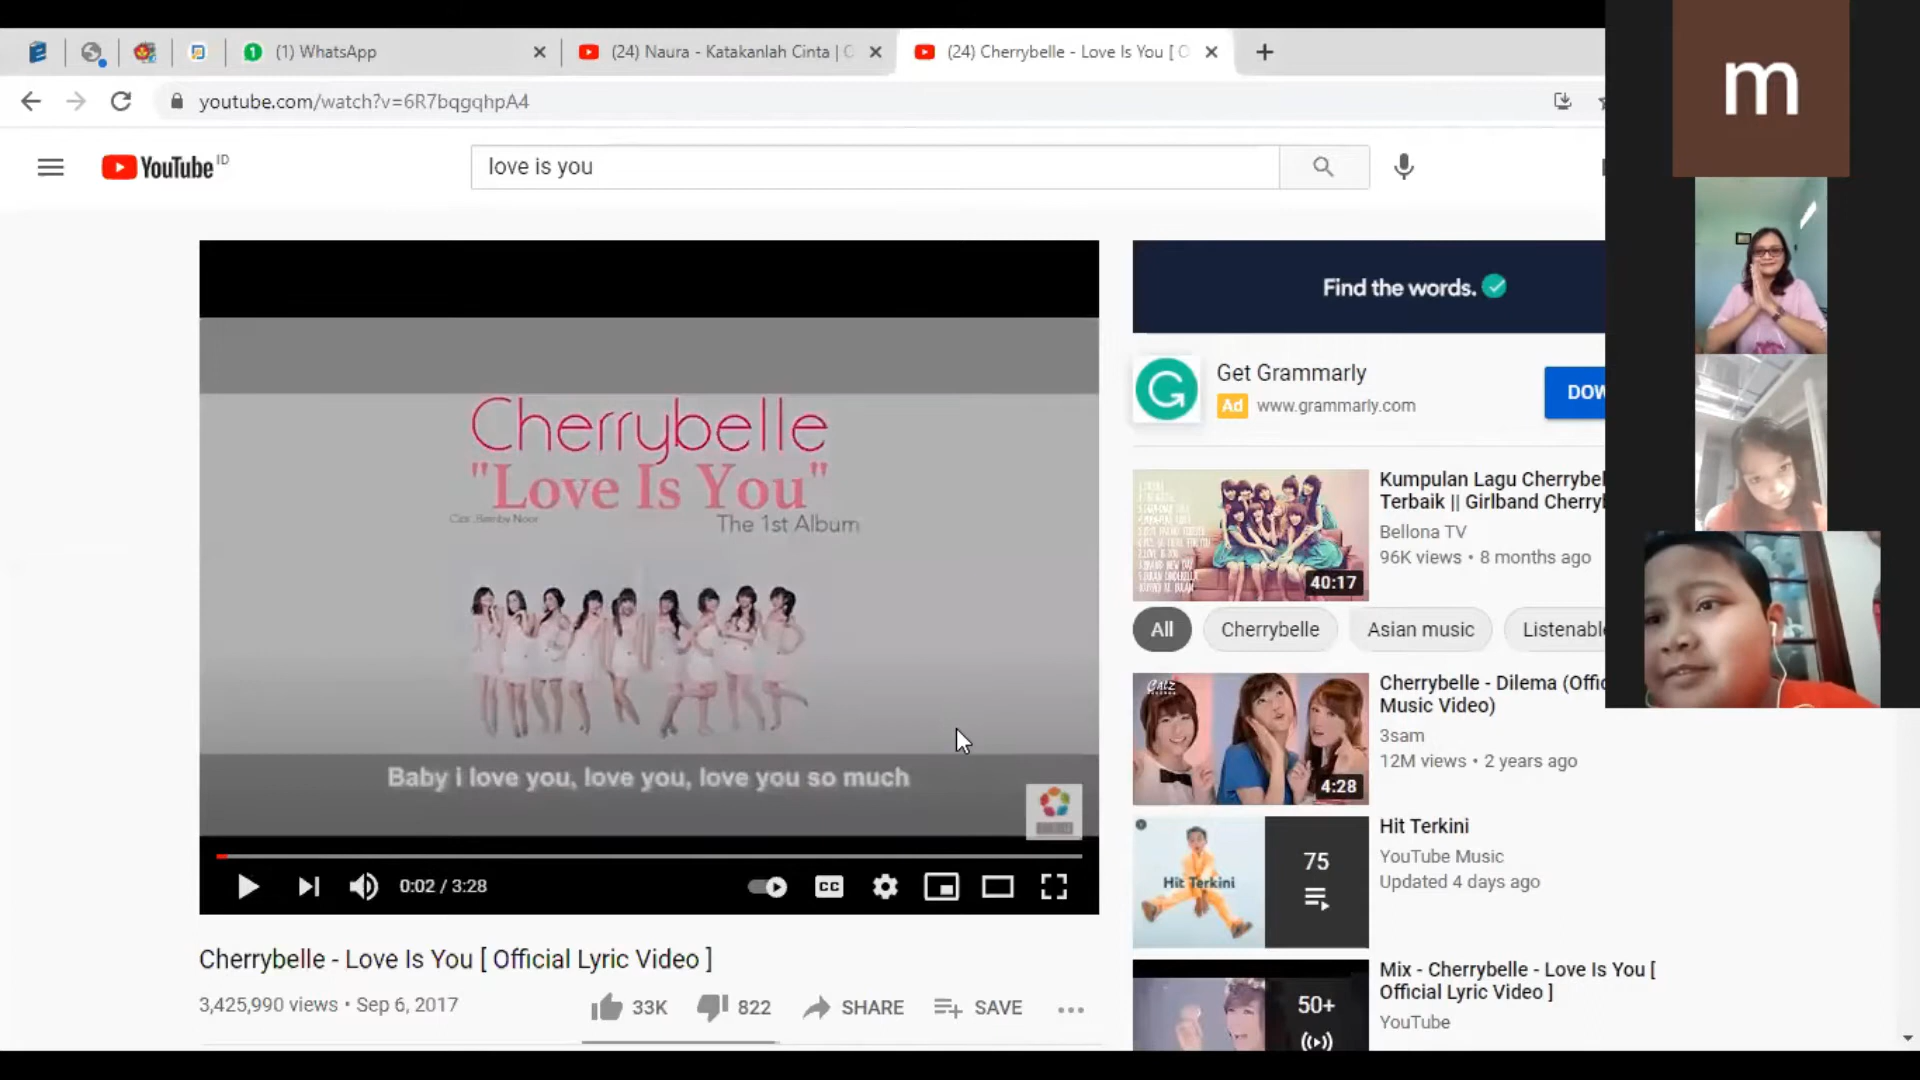 (1) WhatsApp
(24) Naura - Katakanlah Cinta |
(24) Cherrybelle - Love Is You [
youtube.com/watch?v=6R7bqgqhpA4
YouTube ID
love is you
m
Find the words.
Get Grammarly
Ad www.grammarly.com
DOW
Cherrybelle
"Love Is You"
The 1st Album
Baby i love you, love you, love you so much
0:02 / 3:28
CC
Cherrybelle - Love Is You [ Official Lyric Video ]
3,425,990 views • Sep 6, 2017
33K
822
SHARE
SAVE
40:17
Kumpulan Lagu Cherrybel
Terbaik || Girlband Cherry
Bellona TV
96K views • 8 months ago
All
Cherrybelle
Asian music
Listenabl
4:28
Cherrybelle - Dilema (Offic
Music Video)
3sam
12M views • 2 years ago
Hit Terkini
75
Hit Terkini
YouTube Music
Updated 4 days ago
50+
Mix - Cherrybelle - Love Is You [
Official Lyric Video ]
YouTube